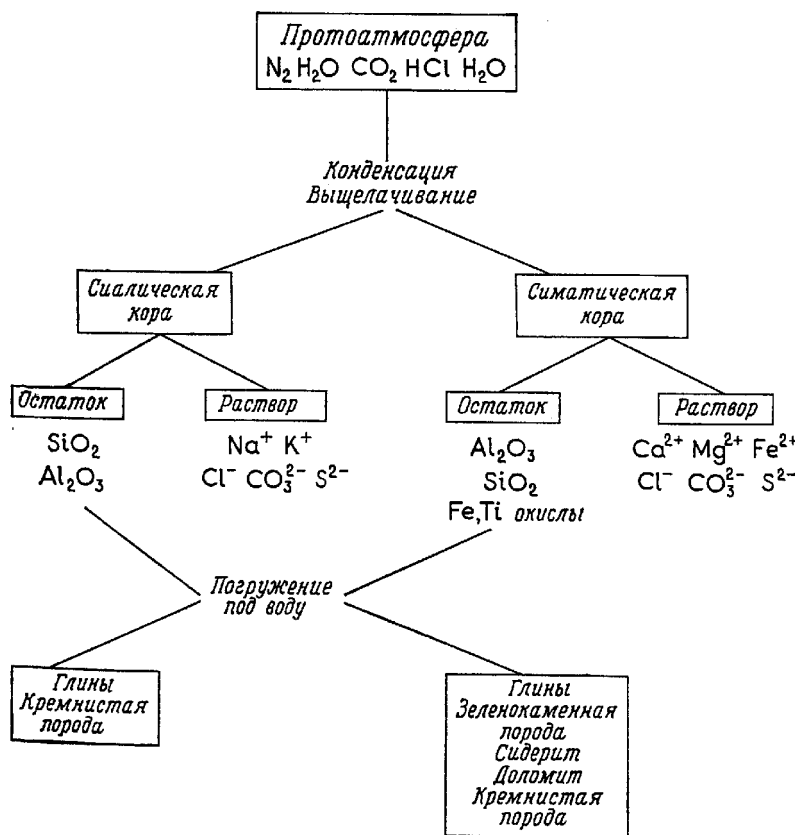 Протоатмосфера
N₂ H₂O CO₂ HCl H₂O
Конденсация
Выщелачивание
Сиалическая
кора
Симатическая
кора
Остаток
Раствор
Остаток
Раствор
SiO₂
Al₂O₃
Na⁺ K⁺
Cl⁻ CO₃²⁻ S²⁻
Al₂O₃
SiO₂
Fe,Ti окислы
Ca²⁺ Mg²⁺ Fe²⁺
Cl⁻ CO₃²⁻ S²⁻
Погружение
под воду
Глины
Кремнистая
порода
Глины
Зеленокаменная
порода
Сидерит
Доломит
Кремнистая
порода